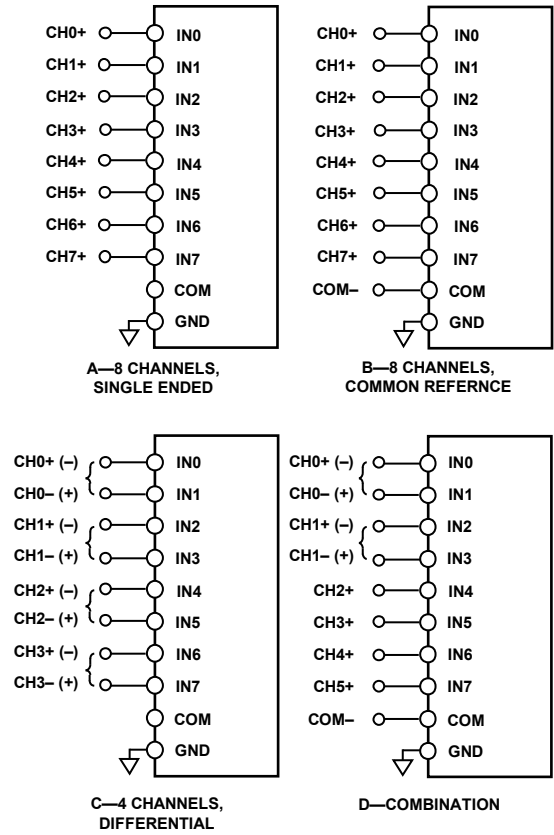 CH0+ IN0
CH1+ IN1
CH2+ IN2
CH3+ IN3
CH4+ IN4
CH5+ IN5
CH6+ IN6
CH7+ IN7
COM
GND
A—8 CHANNELS,
SINGLE ENDED
CH0+ IN0
CH1+ IN1
CH2+ IN2
CH3+ IN3
CH4+ IN4
CH5+ IN5
CH6+ IN6
CH7+ IN7
COM– COM
GND
B—8 CHANNELS,
COMMON REFERNCE
CH0+ (–) IN0
CH0– (+) IN1
CH1+ (–) IN2
CH1– (+) IN3
CH2+ (–) IN4
CH2– (+) IN5
CH3+ (–) IN6
CH3– (+) IN7
COM
GND
C—4 CHANNELS,
DIFFERENTIAL
CH0+ (–) IN0
CH0– (+) IN1
CH1+ (–) IN2
CH1– (+) IN3
CH2+ IN4
CH3+ IN5
CH4+ IN6
CH5+ IN7
COM– COM
GND
D—COMBINATION